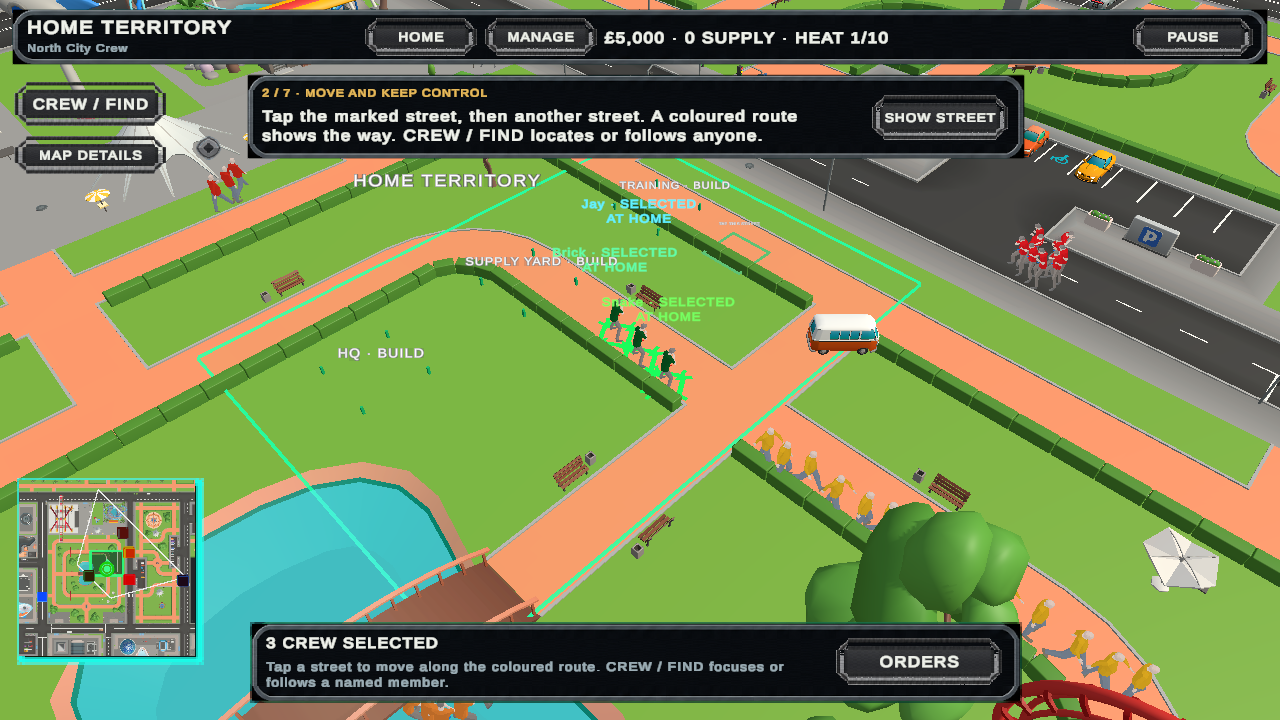 HOME TERRITORY
North City Crew
HOME
MANAGE
£5,000 · 0 SUPPLY · HEAT 1/10
PAUSE
CREW / FIND
MAP DETAILS
2 / 7 · MOVE AND KEEP CONTROL
Tap the marked street, then another street. A coloured route
shows the way. CREW / FIND locates or follows anyone.
SHOW STREET
HOME TERRITORY
TRAINING · BUILD
Jay · SELECTED
AT HOME
Brick · SELECTED
AT HOME
SUPPLY YARD · BUILD
Snake · SELECTED
AT HOME
HQ · BUILD
P
3 CREW SELECTED
Tap a street to move along the coloured route. CREW / FIND focuses or
follows a named member.
ORDERS